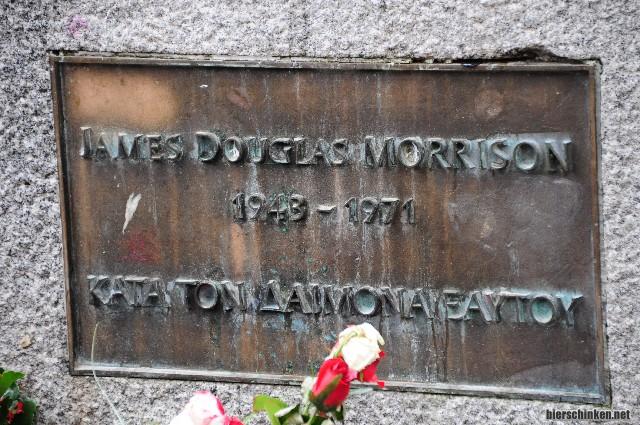 JAMES DOUGLAS MORRISON
1943 – 1971
ΚΑΤΑ ΤΟΝ ΔΑΙΜΟΝΑ ΕΑΥΤΟΥ
bierschinken.net